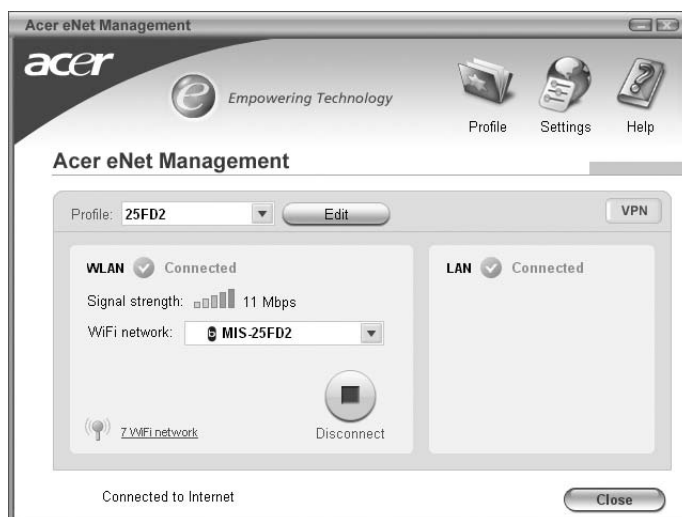 Acer eNet Management
acer
e Empowering Technology
Profile Settings Help
Acer eNet Management
Profile: 25FD2 Edit VPN
WLAN Connected
Signal strength: 11 Mbps
WiFi network: b MIS-25FD2
7 WiFi network
Disconnect
LAN Connected
Connected to Internet
Close